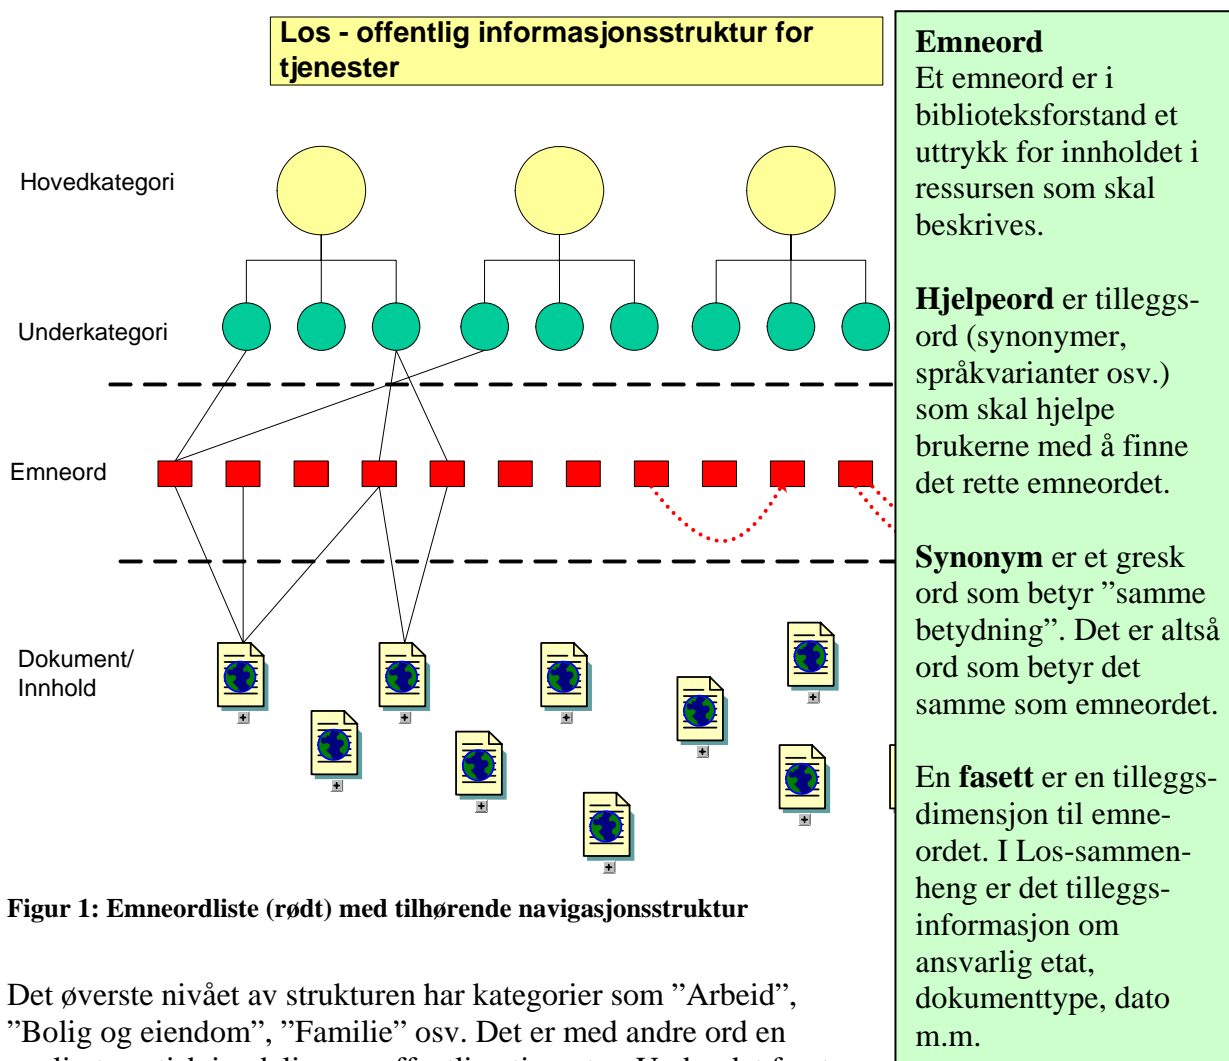 Los - offentlig informasjonsstruktur for
tjenester
Hovedkategori
Underkategori
Emneord
Dokument/
Innhold
Figur 1: Emneordliste (rødt) med tilhørende navigasjonsstruktur
Det øverste nivået av strukturen har kategorier som ”Arbeid”,
”Bolig og eiendom”, ”Familie” osv. Det er med andre ord en
Emneord
Et emneord er i
biblioteksforstand et
uttrykk for innholdet i
ressursen som skal
beskrives.
Hjelpeord er tilleggs-
ord (synonymer,
språkvarianter osv.)
som skal hjelpe
brukerne med å finne
det rette emneordet.
Synonym er et gresk
ord som betyr ”samme
betydning”. Det er altså
ord som betyr det
samme som emneordet.
En fasett er en tilleggs-
dimensjon til emne-
ordet. I Los-sammen-
heng er det tilleggs-
informasjon om
ansvarlig etat,
dokumenttype, dato
m.m.